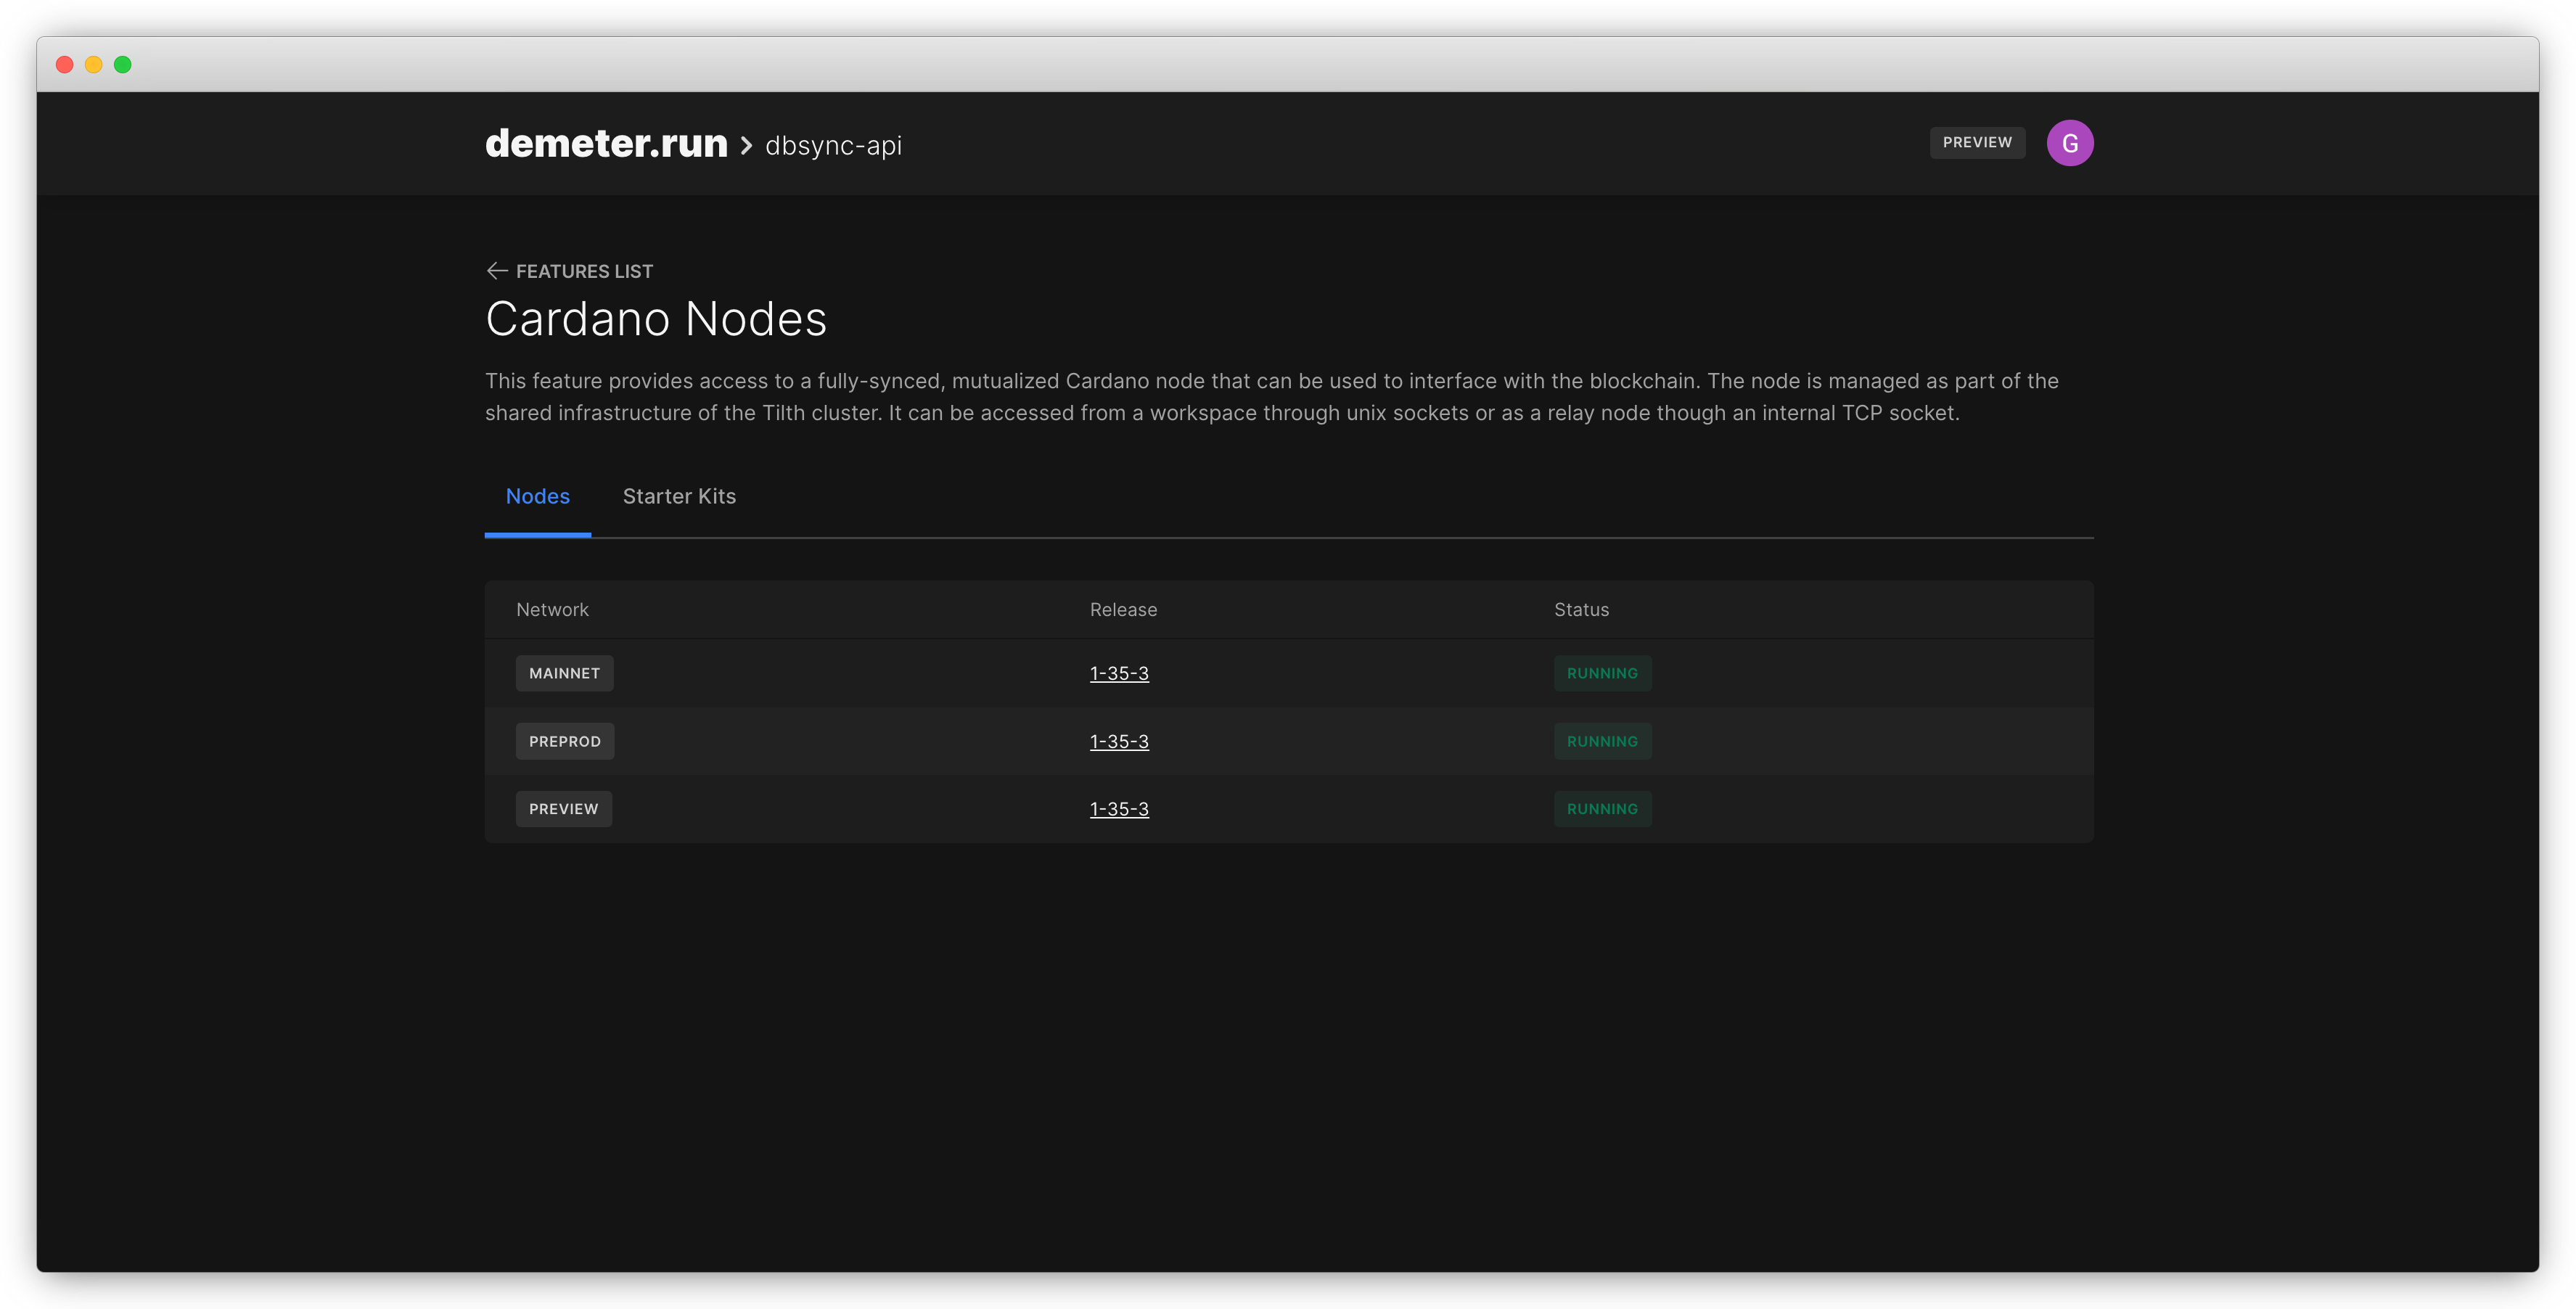 demeter.run > dbsync-api
PREVIEW
G
← FEATURES LIST
Cardano Nodes
This feature provides access to a fully-synced, mutualized Cardano node that can be used to interface with the blockchain. The node is managed as part of the
shared infrastructure of the Tilth cluster. It can be accessed from a workspace through unix sockets or as a relay node though an internal TCP socket.
Nodes Starter Kits
Network Release Status
MAINNET 1-35-3 RUNNING
PREPROD 1-35-3 RUNNING
PREVIEW 1-35-3 RUNNING